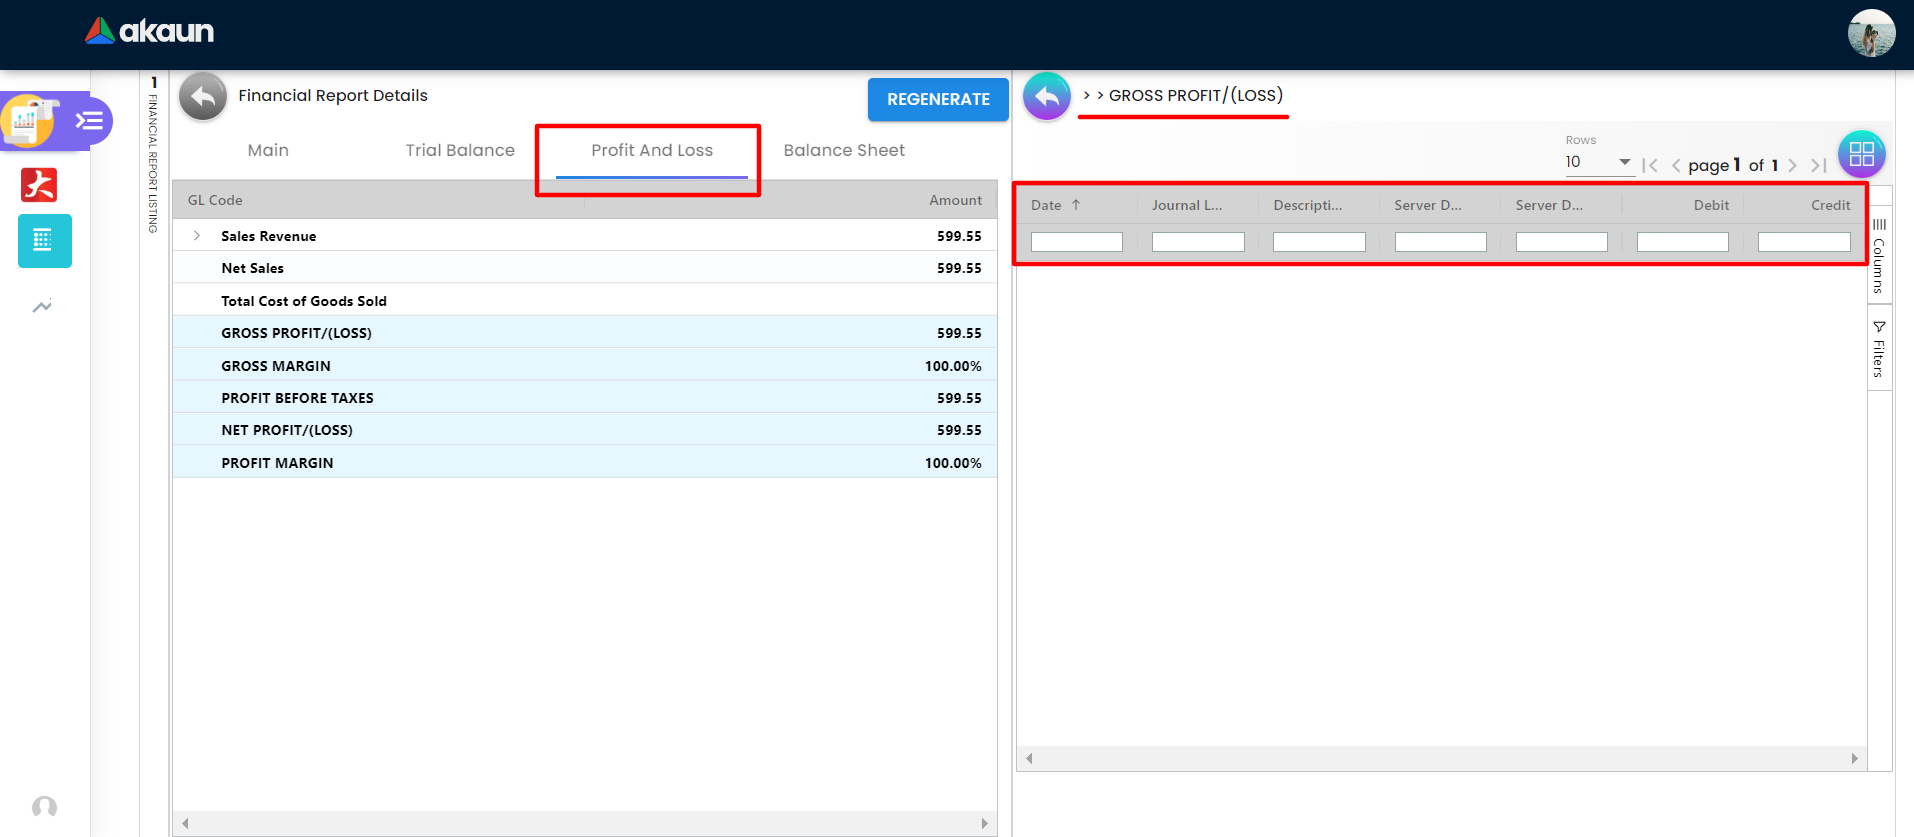 akaun
1 FINANCIAL REPORT LISTING
Financial Report Details
REGENERATE
Main Trial Balance Profit And Loss Balance Sheet
GL Code Amount
Sales Revenue 599.55
Net Sales 599.55
Total Cost of Goods Sold
GROSS PROFIT/(LOSS) 599.55
GROSS MARGIN 100.00%
PROFIT BEFORE TAXES 599.55
NET PROFIT/(LOSS) 599.55
PROFIT MARGIN 100.00%
> > GROSS PROFIT/(LOSS)
Rows
10 page 1 of 1
Date ↑ Journal L... Descripti... Server D... Server D... Debit Credit
Columns
Filters